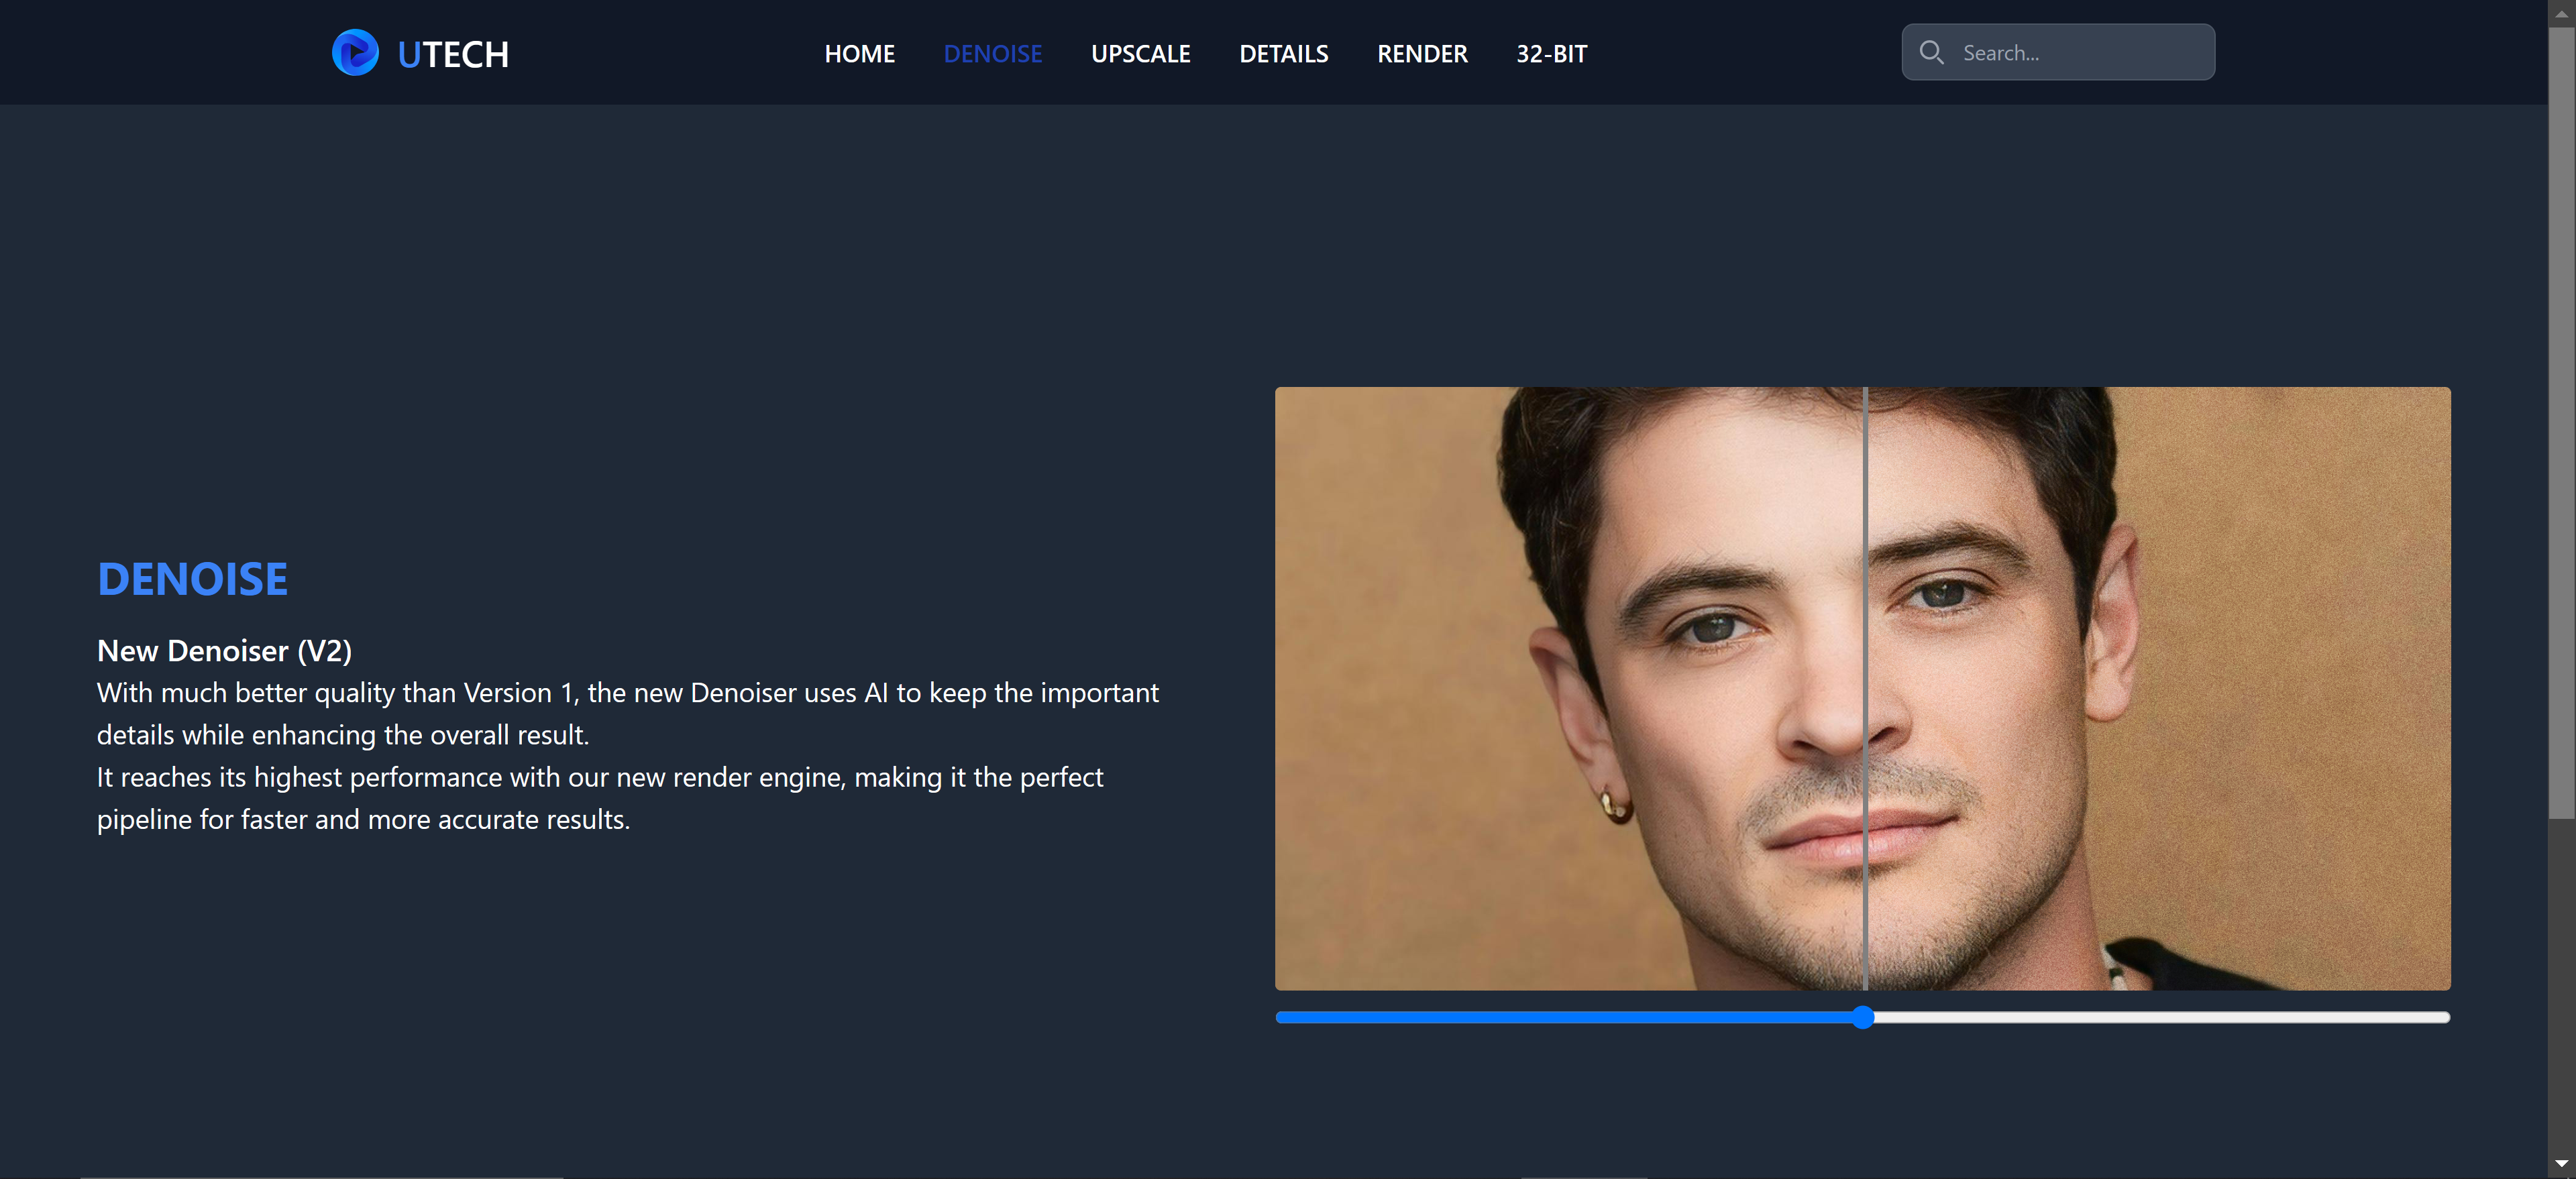 UTECH
HOME
DENOISE
UPSCALE
DETAILS
RENDER
32-BIT
Search...
DENOISE
New Denoiser (V2)
With much better quality than Version 1, the new Denoiser uses AI to keep the important
details while enhancing the overall result.
It reaches its highest performance with our new render engine, making it the perfect
pipeline for faster and more accurate results.